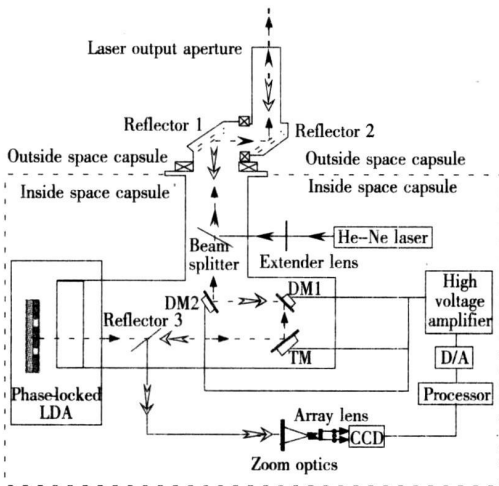 Laser output aperture
Reflector 1
Reflector 2
Outside space capsule
Outside space capsule
Inside space capsule
Inside space capsule
He-Ne laser
Beam
splitter
Extender lens
High
voltage
amplifier
DM2
DM1
Reflector 3
TM
D/A
Phase-locked
LDA
Processor
Array lens
CCD
Zoom optics